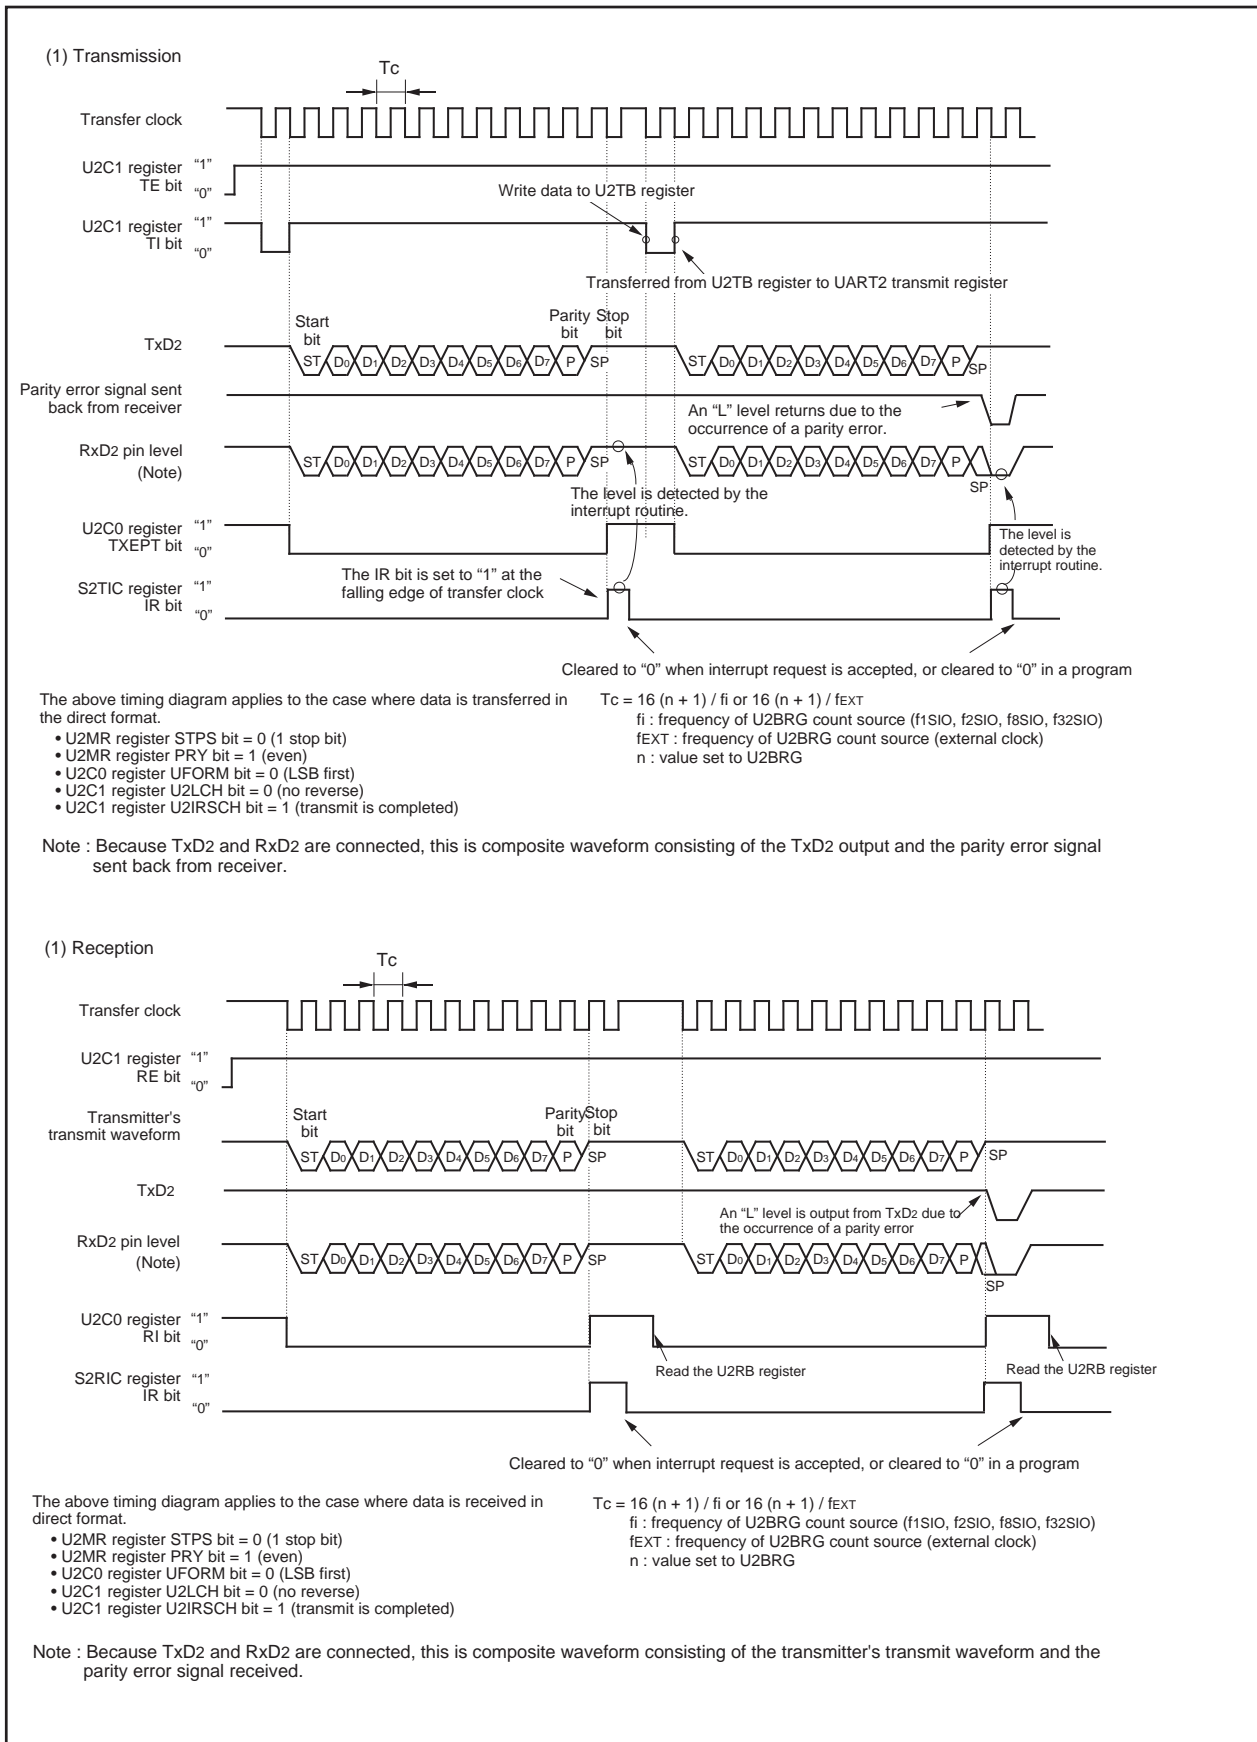 (1) Transmission
Tc
Transfer clock
U2C1 register
TE bit
“1”
“0”
Write data to U2TB register
U2C1 register
TI bit
“1”
“0”
Transferred from U2TB register to UART2 transmit register
Start
bit
Parity
bit
Stop
bit
TxD2
ST D0 D1 D2 D3 D4 D5 D6 D7 P SP
ST D0 D1 D2 D3 D4 D5 D6 D7 P SP
Parity error signal sent
back from receiver
An “L” level returns due to the
occurrence of a parity error.
RxD2 pin level
(Note)
ST D0 D1 D2 D3 D4 D5 D6 D7 P SP
ST D0 D1 D2 D3 D4 D5 D6 D7 P
SP
The level is detected by the
interrupt routine.
U2C0 register
TXEPT bit
“1”
“0”
The level is
detected by the
interrupt routine.
The IR bit is set to “1” at the
falling edge of transfer clock
S2TIC register
IR bit
“1”
“0”
Cleared to “0” when interrupt request is accepted, or cleared to “0” in a program
The above timing diagram applies to the case where data is transferred in
the direct format.
• U2MR register STPS bit = 0 (1 stop bit)
• U2MR register PRY bit = 1 (even)
• U2C0 register UFORM bit = 0 (LSB first)
• U2C1 register U2LCH bit = 0 (no reverse)
• U2C1 register U2IRSCH bit = 1 (transmit is completed)
Tc = 16 (n + 1) / fi or 16 (n + 1) / fEXT
fi : frequency of U2BRG count source (f1SIO, f2SIO, f8SIO, f32SIO)
fEXT : frequency of U2BRG count source (external clock)
n : value set to U2BRG
Note : Because TxD2 and RxD2 are connected, this is composite waveform consisting of the TxD2 output and the parity error signal
sent back from receiver.
(1) Reception
Tc
Transfer clock
U2C1 register
RE bit
“1”
“0”
Transmitter's
transmit waveform
Start
bit
Parity
bit
Stop
bit
ST D0 D1 D2 D3 D4 D5 D6 D7 P SP
ST D0 D1 D2 D3 D4 D5 D6 D7 P SP
TxD2
An “L” level is output from TxD2 due to
the occurrence of a parity error
RxD2 pin level
(Note)
ST D0 D1 D2 D3 D4 D5 D6 D7 P SP
ST D0 D1 D2 D3 D4 D5 D6 D7 P
SP
U2C0 register
RI bit
“1”
“0”
Read the U2RB register
Read the U2RB register
S2RIC register
IR bit
“1”
“0”
Cleared to “0” when interrupt request is accepted, or cleared to “0” in a program
The above timing diagram applies to the case where data is received in
direct format.
• U2MR register STPS bit = 0 (1 stop bit)
• U2MR register PRY bit = 1 (even)
• U2C0 register UFORM bit = 0 (LSB first)
• U2C1 register U2LCH bit = 0 (no reverse)
• U2C1 register U2IRSCH bit = 1 (transmit is completed)
Tc = 16 (n + 1) / fi or 16 (n + 1) / fEXT
fi : frequency of U2BRG count source (f1SIO, f2SIO, f8SIO, f32SIO)
fEXT : frequency of U2BRG count source (external clock)
n : value set to U2BRG
Note : Because TxD2 and RxD2 are connected, this is composite waveform consisting of the transmitter's transmit waveform and the
parity error signal received.